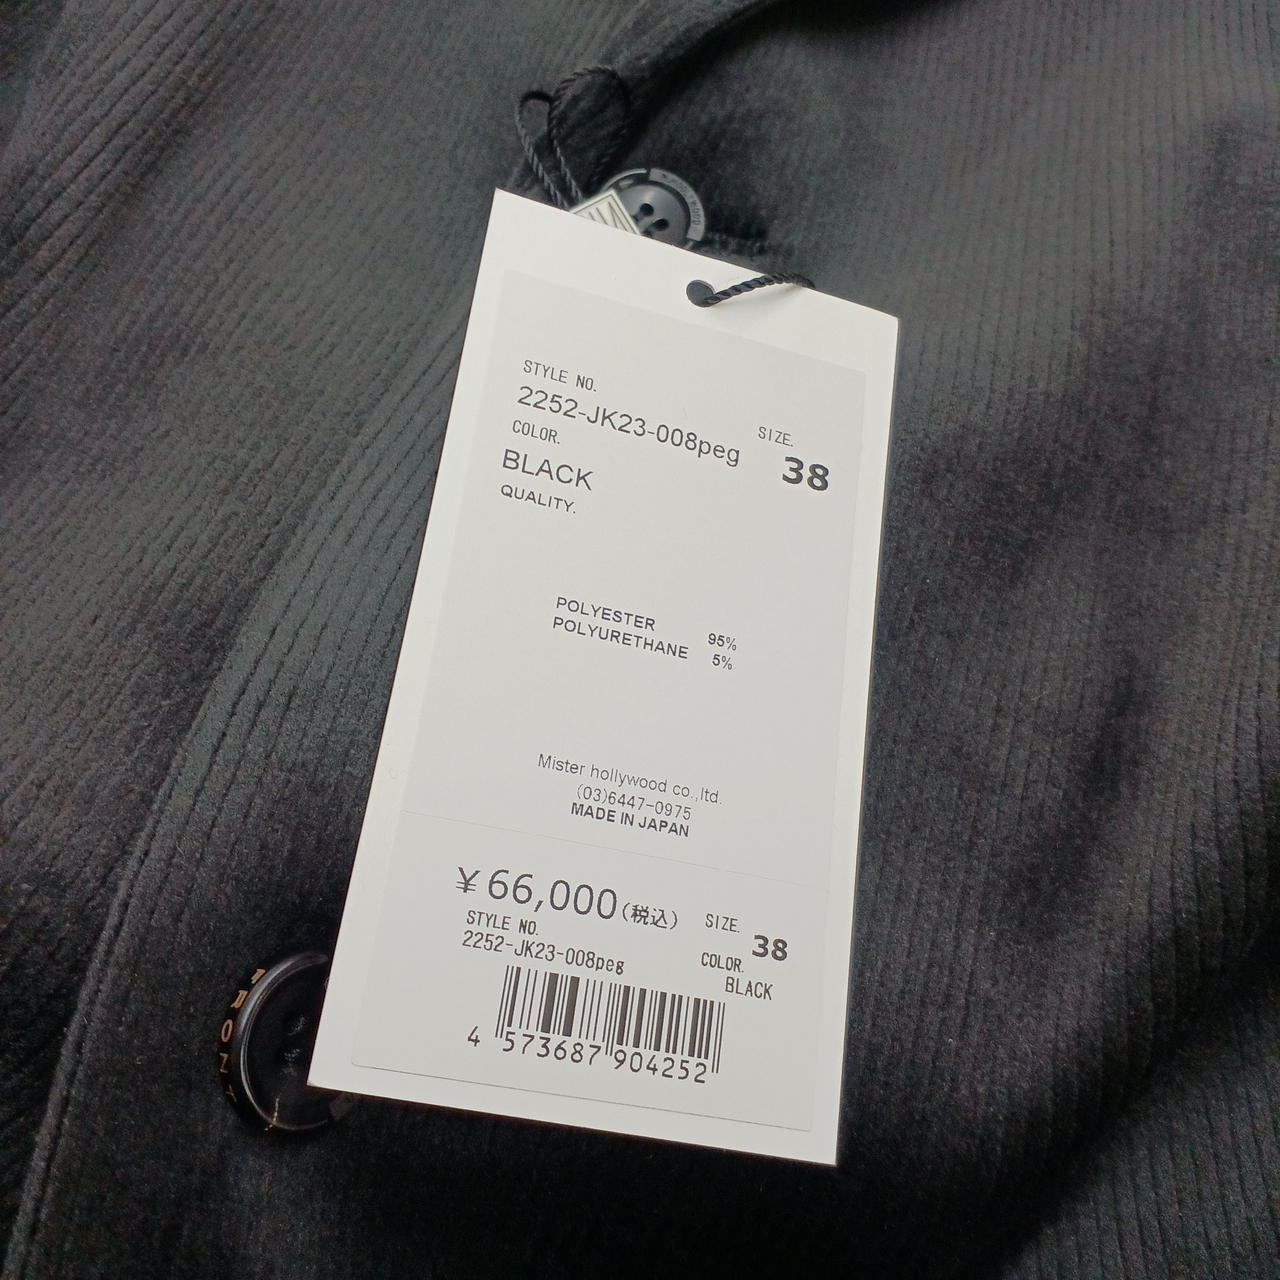 STYLE NO.
2252-JK23-008peg
SIZE.
38
COLOR.
BLACK
QUALITY.
POLYESTER 95%
POLYURETHANE 5%
Mister hollywood co.,ltd.
(03)6447-0975
MADE IN JAPAN
¥66,000(税込)
SIZE.
38
STYLE NO.
2252-JK23-008peg
COLOR.
BLACK
4 573687 904252